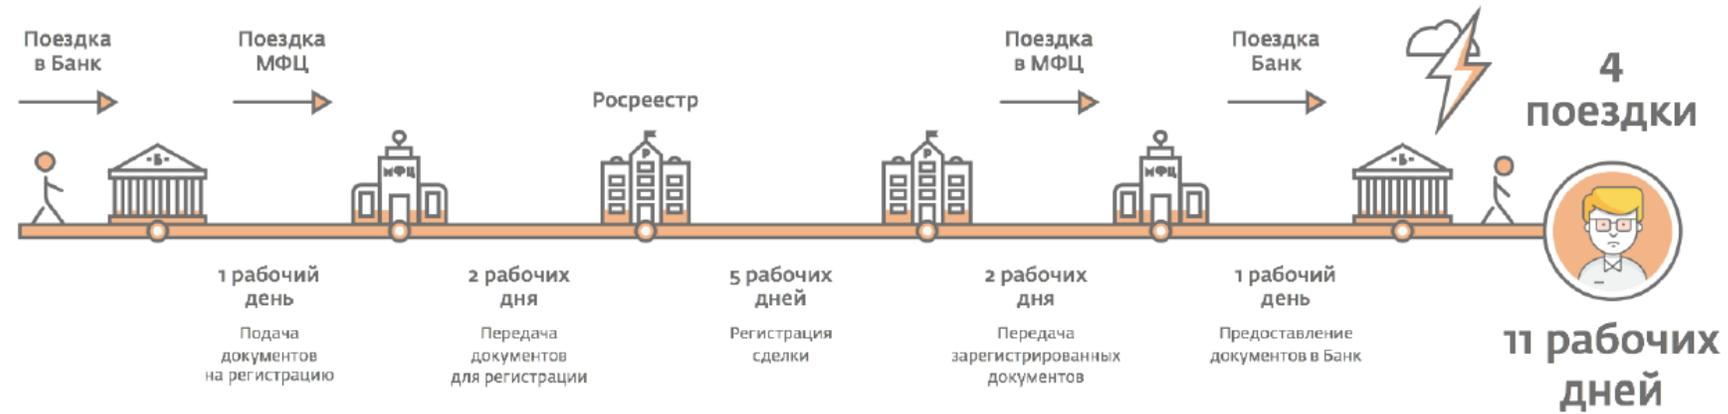 Поездка
в Банк
Поездка
МФЦ
Росреестр
Поездка
в МФЦ
Поездка
Банк
4
поездки
Б
МФЦ
Р
Р
МФЦ
Б
1 рабочий
день
Подача
документов
на регистрацию
2 рабочих
дня
Передача
документов
для регистрации
5 рабочих
дней
Регистрация
сделки
2 рабочих
дня
Передача
зарегистрированных
документов
1 рабочий
день
Предоставление
документов в Банк
11 рабочих
дней